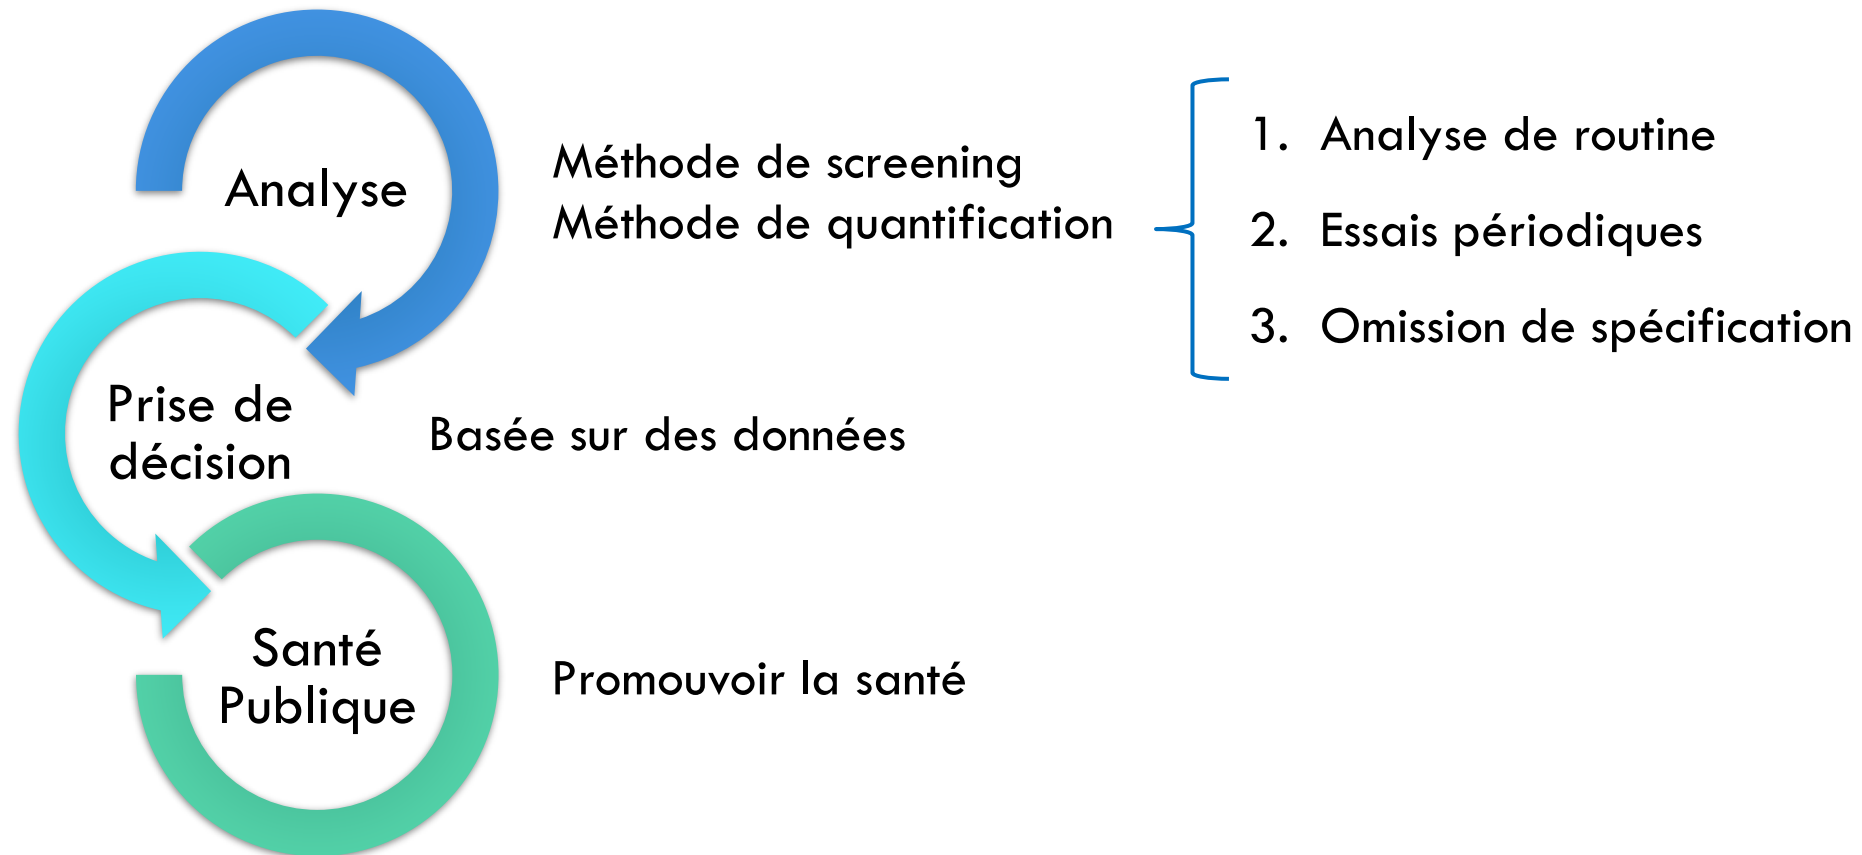 Analyse
Méthode de screening
Méthode de quantification
1. Analyse de routine
2. Essais périodiques
3. Omission de spécification
Prise de
décision
Basée sur des données
Santé
Publique
Promouvoir la santé